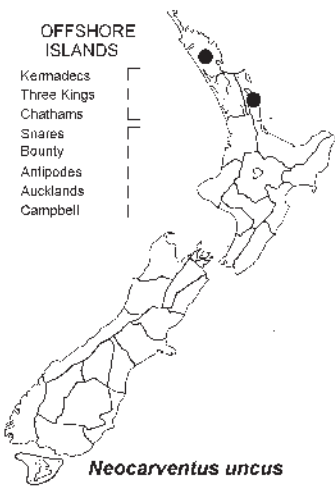 OFFSHORE
ISLANDS
Kermadecs
Three Kings
Chathams
Snares
Bounty
Antipodes
Aucklands
Campbell
Neocarventus uncus